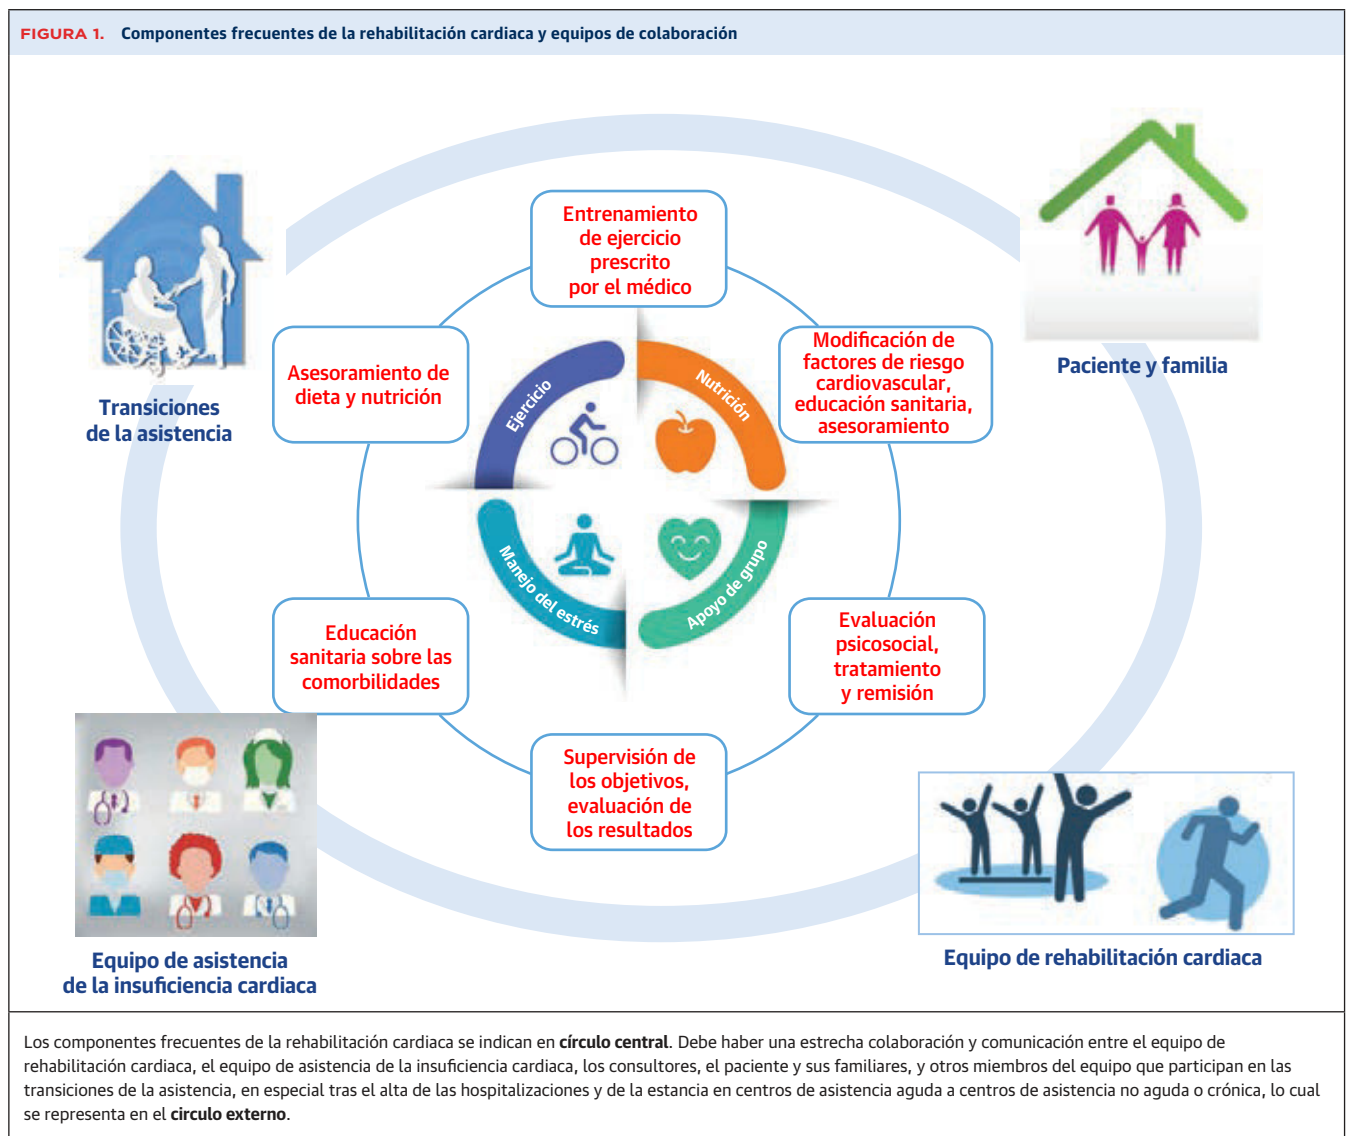 FIGURA 1. Componentes frecuentes de la rehabilitación cardiaca y equipos de colaboración
Entrenamiento
de ejercicio
prescrito
por el médico
Asesoramiento de
dieta y nutrición
Modificación de
factores de riesgo
cardiovascular,
educación sanitaria,
asesoramiento
Paciente y familia
Transiciones
de la asistencia
Ejercicio
Nutrición
Manejo del estrés
Apoyo de grupo
Educación
sanitaria sobre las
comorbilidades
Evaluación
psicosocial,
tratamiento
y remisión
Supervisión de
los objetivos,
evaluación de
los resultados
Equipo de asistencia
de la insuficiencia cardiaca
Equipo de rehabilitación cardiaca
Los componentes frecuentes de la rehabilitación cardiaca se indican en círculo central. Debe haber una estrecha colaboración y comunicación entre el equipo de
rehabilitación cardiaca, el equipo de asistencia de la insuficiencia cardiaca, los consultores, el paciente y sus familiares, y otros miembros del equipo que participan en las
transiciones de la asistencia, en especial tras el alta de las hospitalizaciones y de la estancia en centros de asistencia aguda a centros de asistencia no aguda o crónica, lo cual
se representa en el circulo externo.